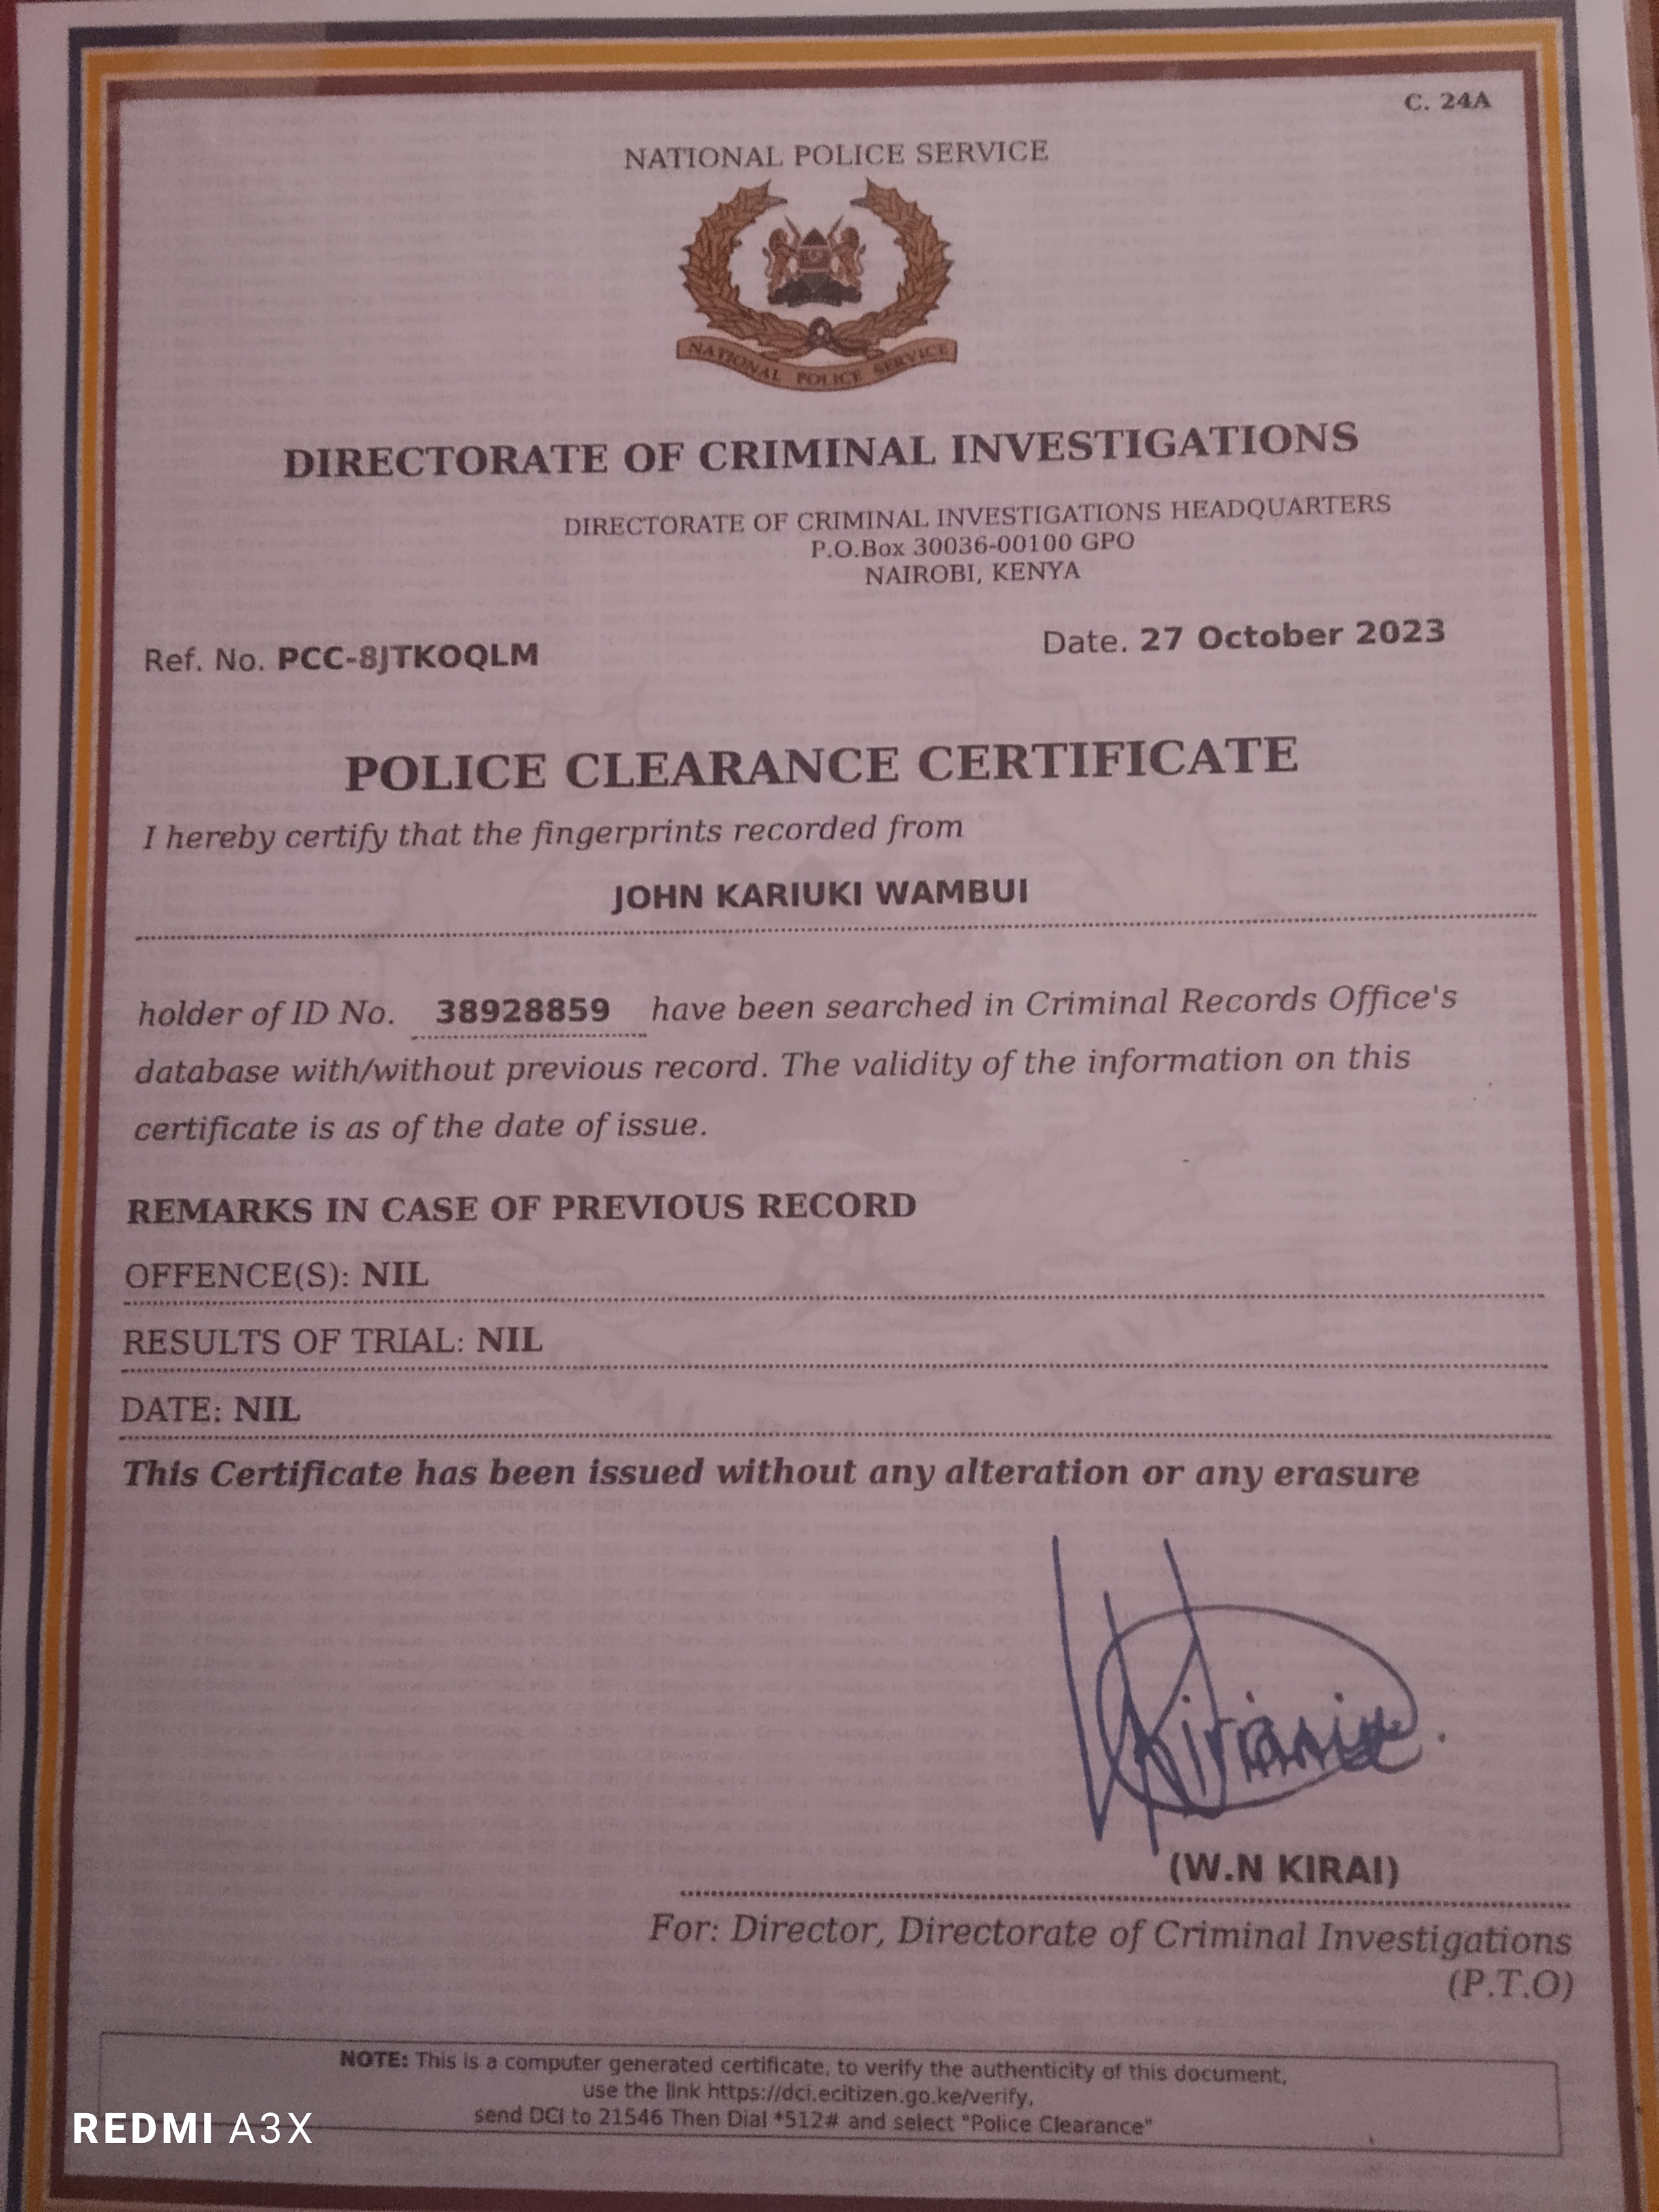 C. 24A
NATIONAL POLICE SERVICE
NATIONAL POLICE SERVICE
DIRECTORATE OF CRIMINAL INVESTIGATIONS
DIRECTORATE OF CRIMINAL INVESTIGATIONS HEADQUARTERS
P.O.Box 30036-00100 GPO
NAIROBI, KENYA
Ref. No. PCC-8JTKOQLM
Date. 27 October 2023
POLICE CLEARANCE CERTIFICATE
I hereby certify that the fingerprints recorded from
JOHN KARIUKI WAMBUI
holder of ID No. 38928859 have been searched in Criminal Records Office's
database with/without previous record. The validity of the information on this
certificate is as of the date of issue.
REMARKS IN CASE OF PREVIOUS RECORD
OFFENCE(S): NIL
RESULTS OF TRIAL: NIL
DATE: NIL
This Certificate has been issued without any alteration or any erasure
(W.N KIRAI)
For: Director, Directorate of Criminal Investigations
(P.T.O)
NOTE: This is a computer generated certificate, to verify the authenticity of this document,
use the link https://dci.ecitizen.go.ke/verify,
send DCI to 21546 Then Dial *512# and select "Police Clearance"
REDMI A3X